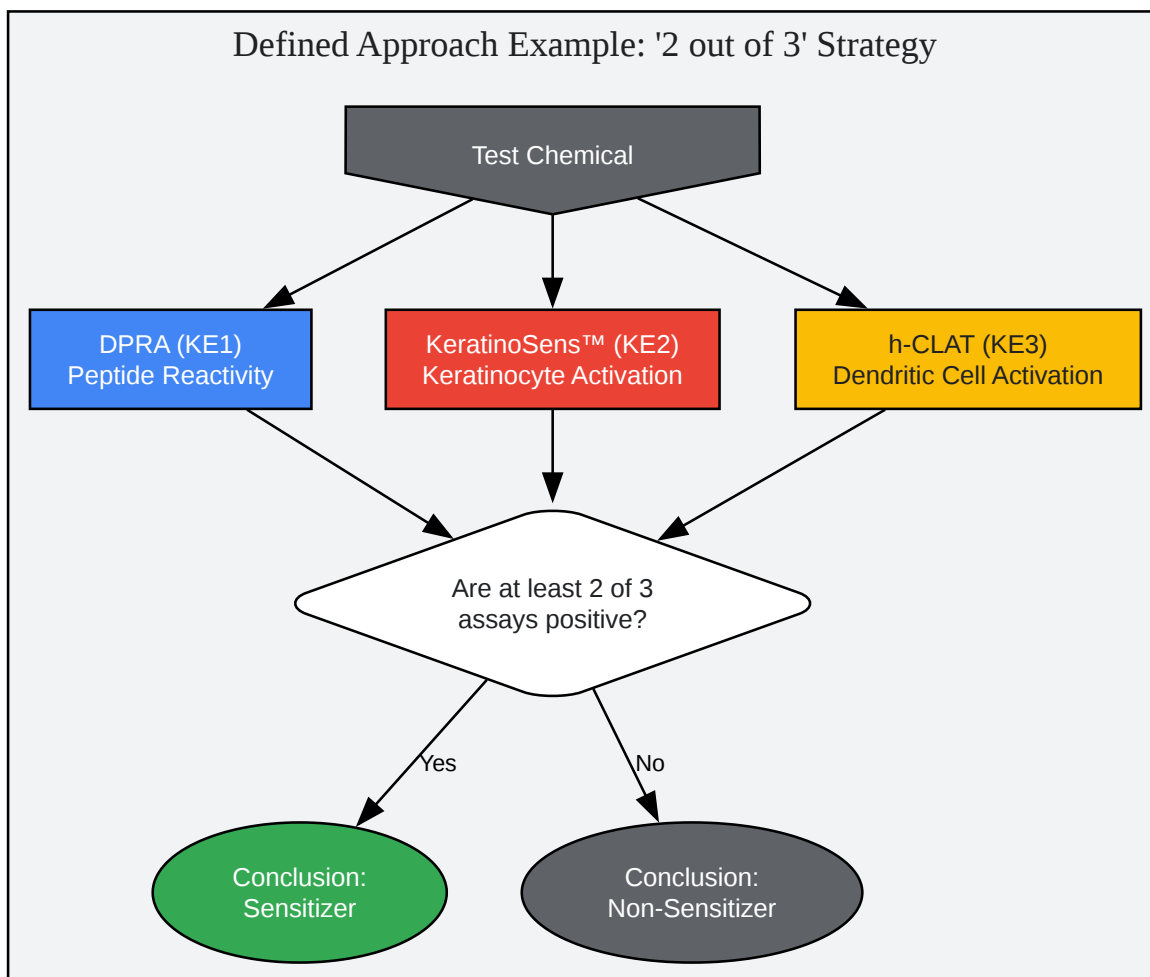 Defined Approach Example: '2 out of 3' Strategy
Test Chemical
DPRA (KE1)
Peptide Reactivity
KeratinoSens™ (KE2)
Keratinocyte Activation
h-CLAT (KE3)
Dendritic Cell Activation
Are at least 2 of 3
assays positive?
Yes
No
Conclusion:
Sensitizer
Conclusion:
Non-Sensitizer